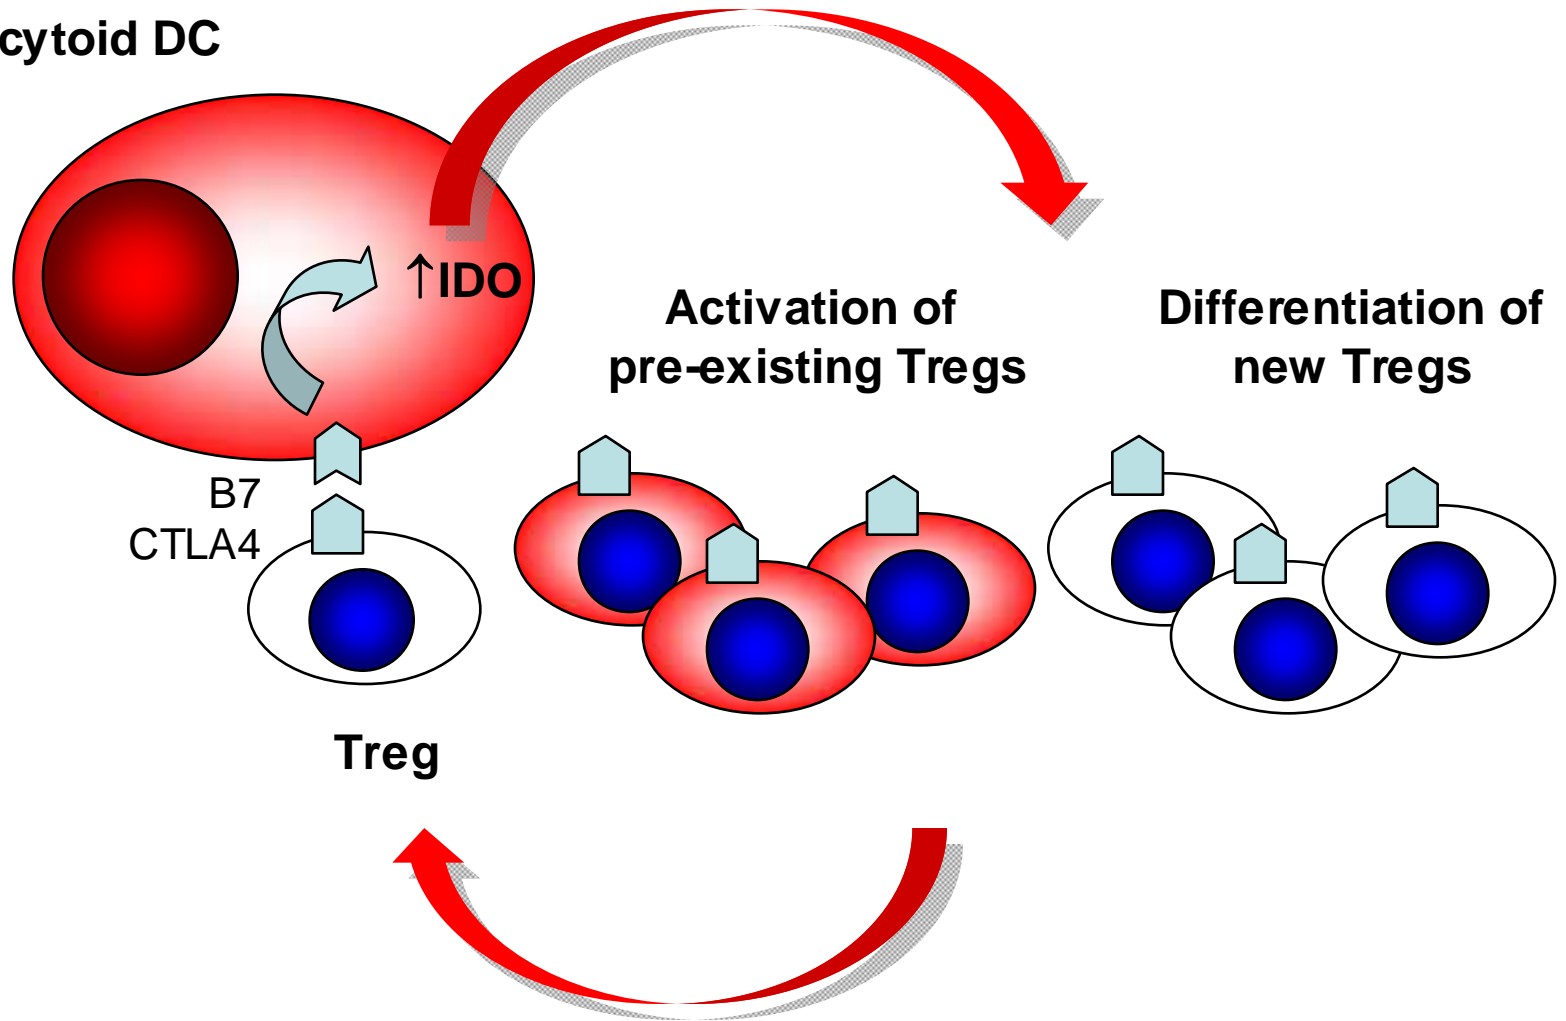 cytoid DC
↑IDO
Activation of
pre-existing Tregs
Differentiation of
new Tregs
B7
CTLA4
Treg